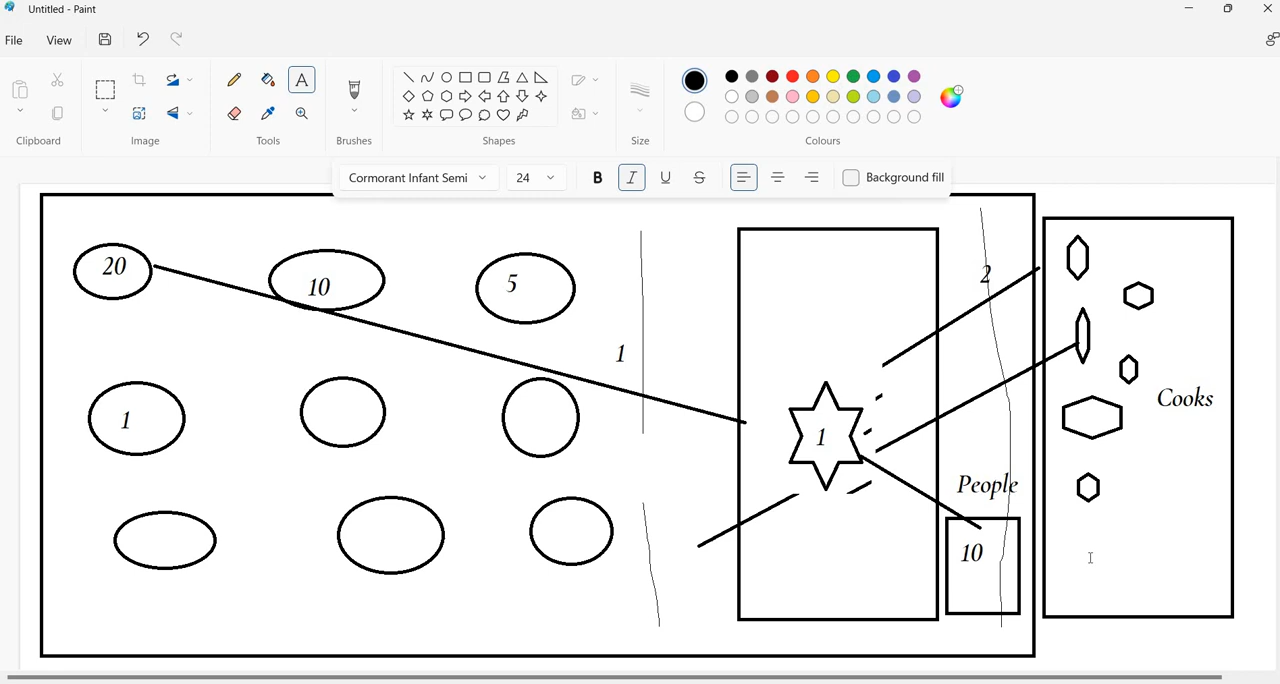 Untitled - Paint
File View
Clipboard
Image
Tools
A
Brushes
Shapes
Size
Colours
Cormorant Infant Semi 24 B I U S Background fill
20
10
5
2
1
1
Cooks
1
People
10